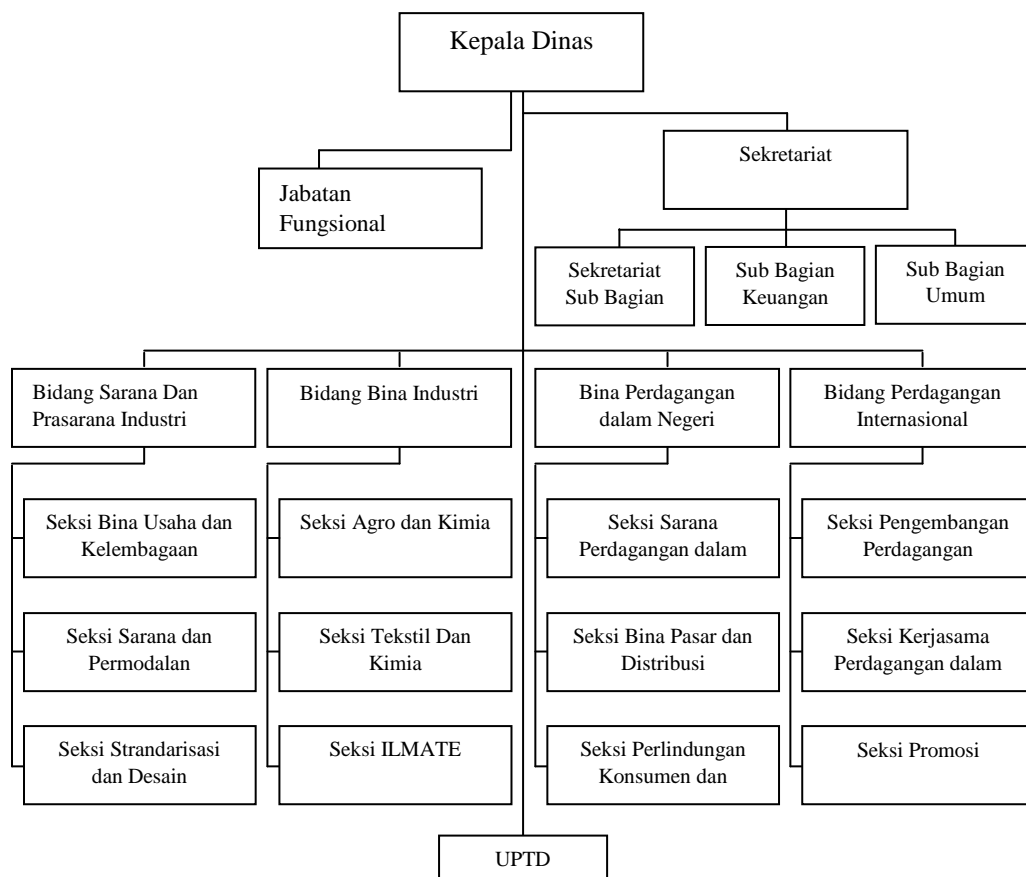 Kepala Dinas
Sekretariat
Jabatan
Fungsional
Sekretariat
Sub Bagian
Sub Bagian
Keuangan
Sub Bagian
Umum
Bidang Sarana Dan
Prasarana Industri
Bidang Bina Industri
Bina Perdagangan
dalam Negeri
Bidang Perdagangan
Internasional
Seksi Bina Usaha dan
Kelembagaan
Seksi Agro dan Kimia
Seksi Sarana
Perdagangan dalam
Seksi Pengembangan
Perdagangan
Seksi Sarana dan
Permodalan
Seksi Tekstil Dan
Kimia
Seksi Bina Pasar dan
Distribusi
Seksi Kerjasama
Perdagangan dalam
Seksi Strandarisasi
dan Desain
Seksi ILMATE
Seksi Perlindungan
Konsumen dan
Seksi Promosi
UPTD